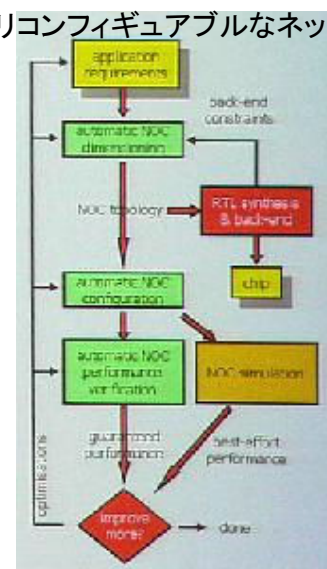 リコンフィギュアブルなネッ
application
requirements
back-end
constraints
automatic NOC
dimensioning
NOC topology
RTL synthesis
& back-end
automatic NOC
configuration
chip
automatic NOC
performance
verification
NOC simulation
guaranteed
performance
best-effort
performance
optimisations
improve
more?
done